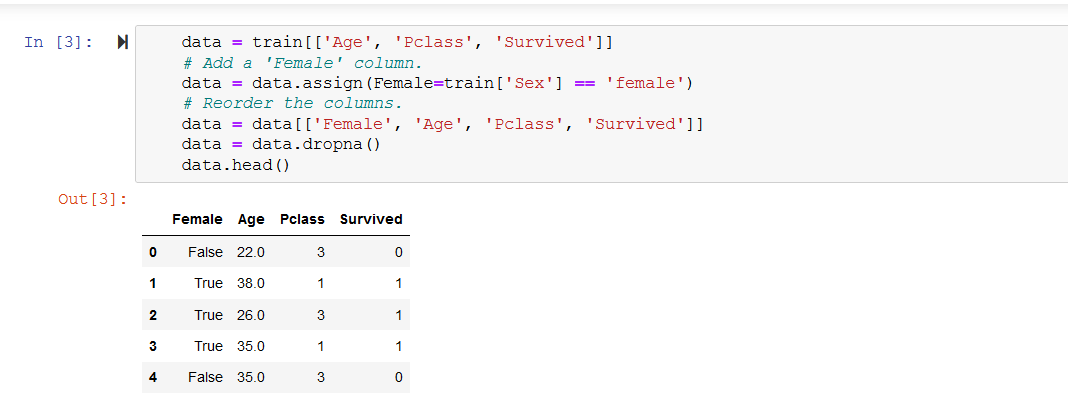 In [3]:
data = train[['Age', 'Pclass', 'Survived']]
# Add a 'Female' column.
data = data.assign(Female=train['Sex'] == 'female')
# Reorder the columns.
data = data[['Female', 'Age', 'Pclass', 'Survived']]
data = data.dropna()
data.head()
Out[3]:
Female Age Pclass Survived
0 False 22.0 3 0
1 True 38.0 1 1
2 True 26.0 3 1
3 True 35.0 1 1
4 False 35.0 3 0